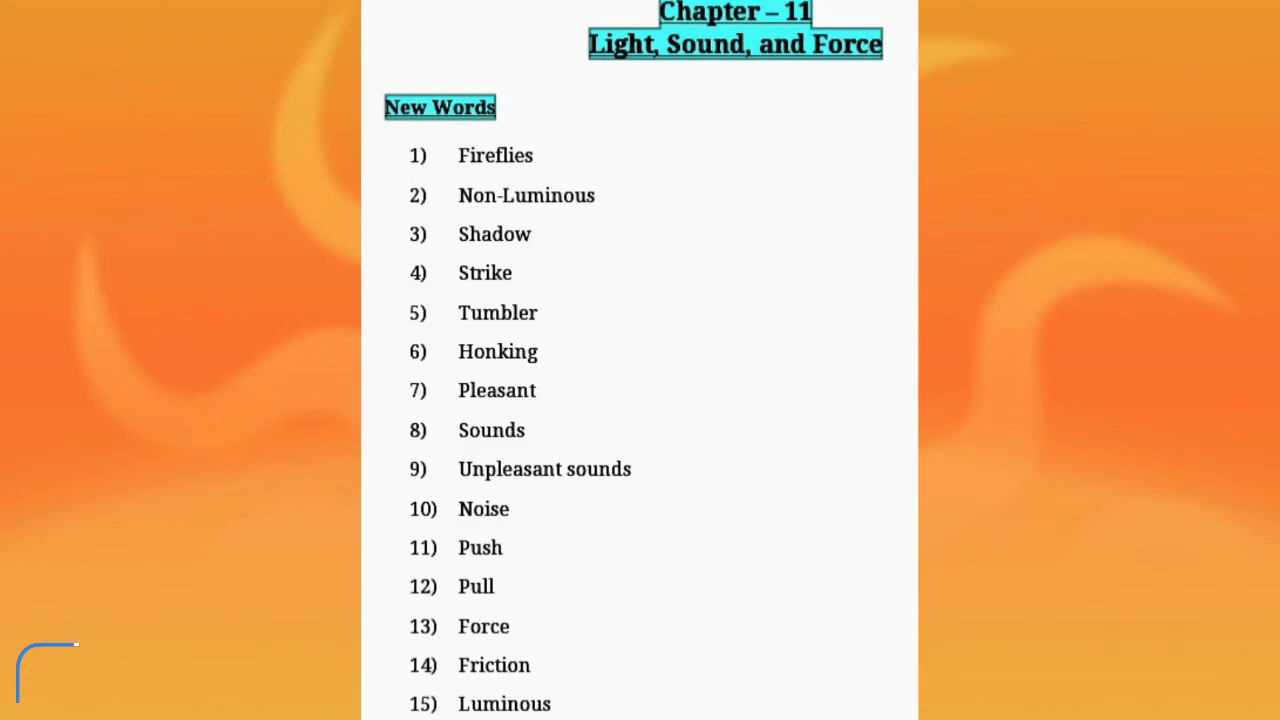 Chapter – 11
Light, Sound, and Force
New Words
1) Fireflies
2) Non-Luminous
3) Shadow
4) Strike
5) Tumbler
6) Honking
7) Pleasant
8) Sounds
9) Unpleasant sounds
10) Noise
11) Push
12) Pull
13) Force
14) Friction
15) Luminous